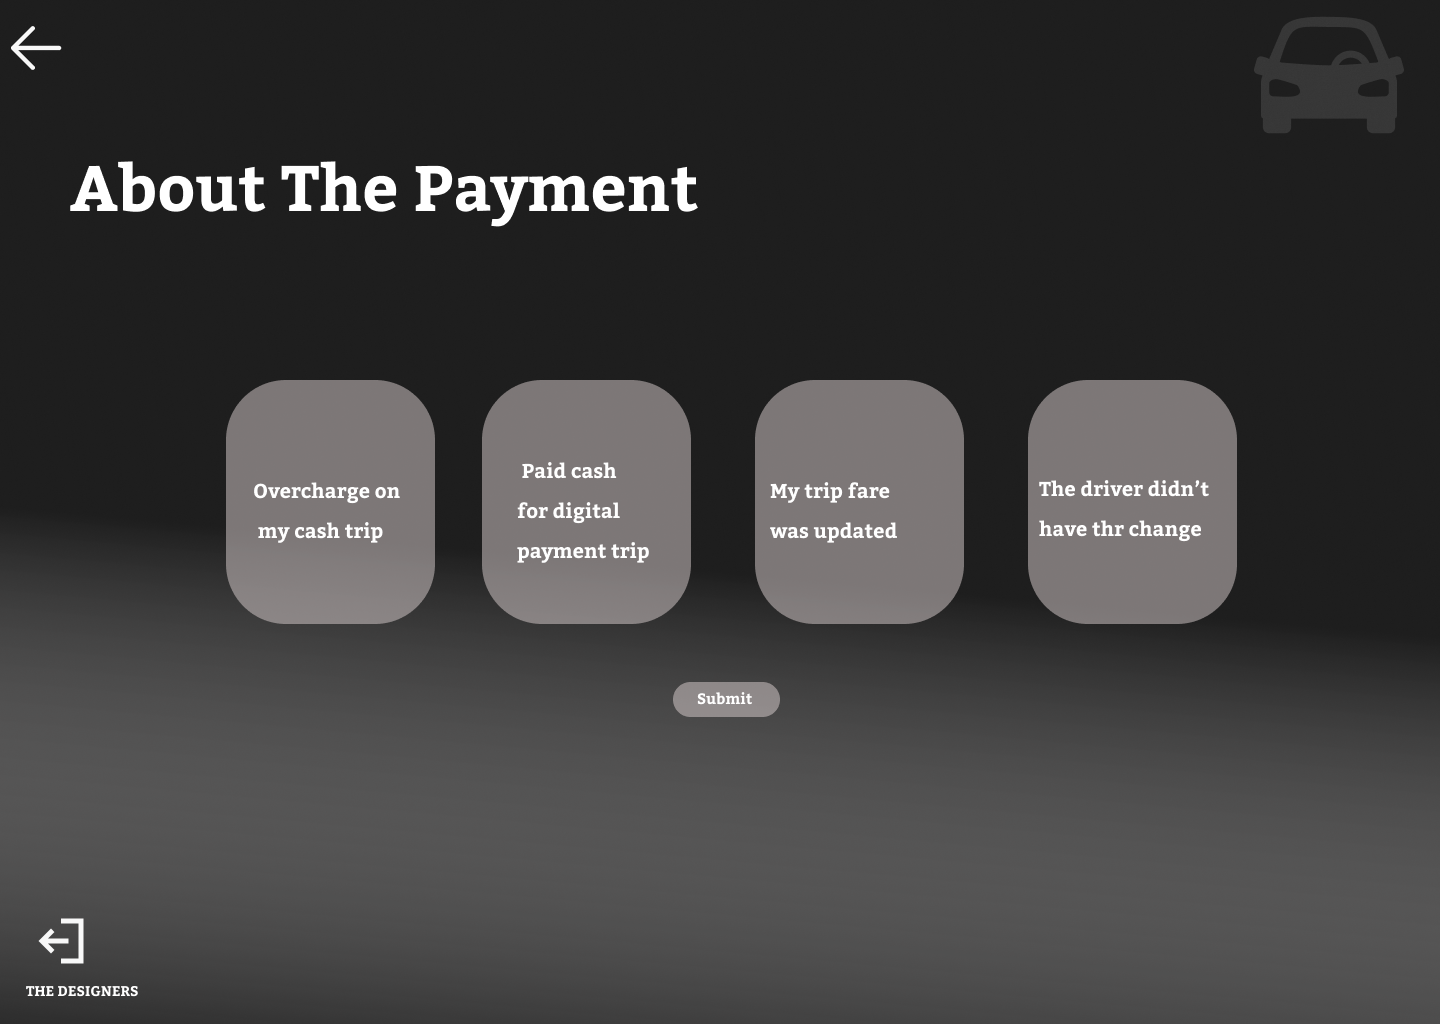 About The Payment
Overcharge on
my cash trip
Paid cash
for digital
payment trip
My trip fare
was updated
The driver didn’t
have thr change
Submit
THE DESIGNERS